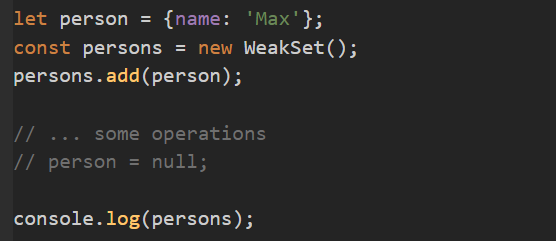 let person = {name: 'Max'};
const persons = new WeakSet();
persons.add(person);
// ... some operations
// person = null;
console.log(persons);